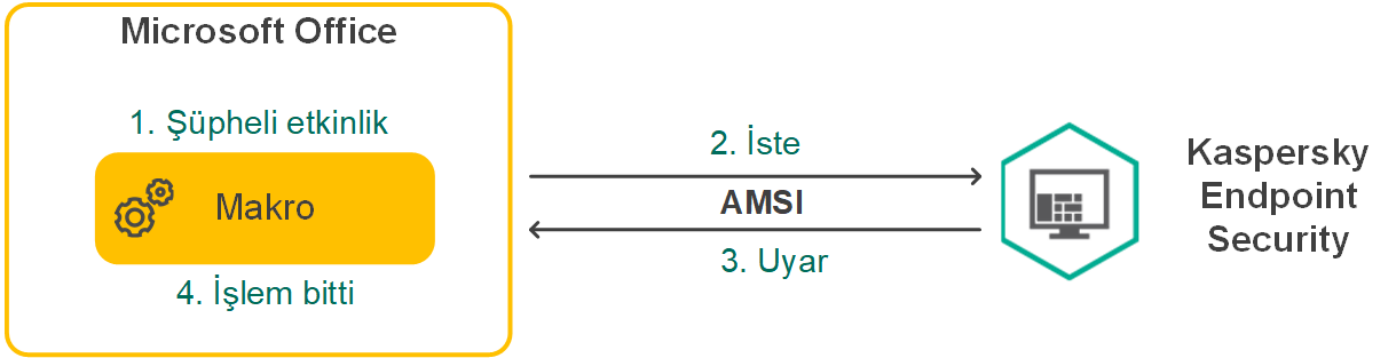 Microsoft Office
1. Şüpheli etkinlik
Makro
4. İşlem bitti
2. İste
AMSI
3. Uyar
Kaspersky
Endpoint
Security